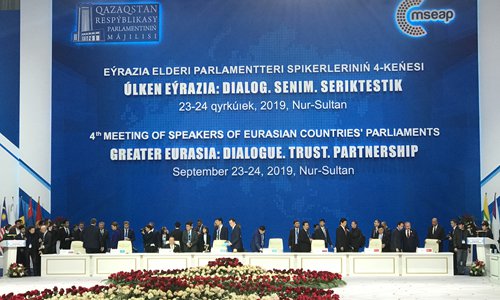 QAZAQSTAN
RESPÝBLIKASY
PARLAMENTINIŃ
MÁJILISI
mseap
EÝRAZIA ELDERI PARLAMENTTERI SPIKERLERINIŃ 4-KEŃESI
ÚLKEN EÝRAZIA: DIALOG. SENIM. SERIKTESTIK
23-24 qyrkúıek, 2019, Nur-Sultan
4th MEETING OF SPEAKERS OF EURASIAN COUNTRIES' PARLIAMENTS
GREATER EURASIA: DIALOGUE. TRUST. PARTNERSHIP
September 23-24, 2019, Nur-Sultan